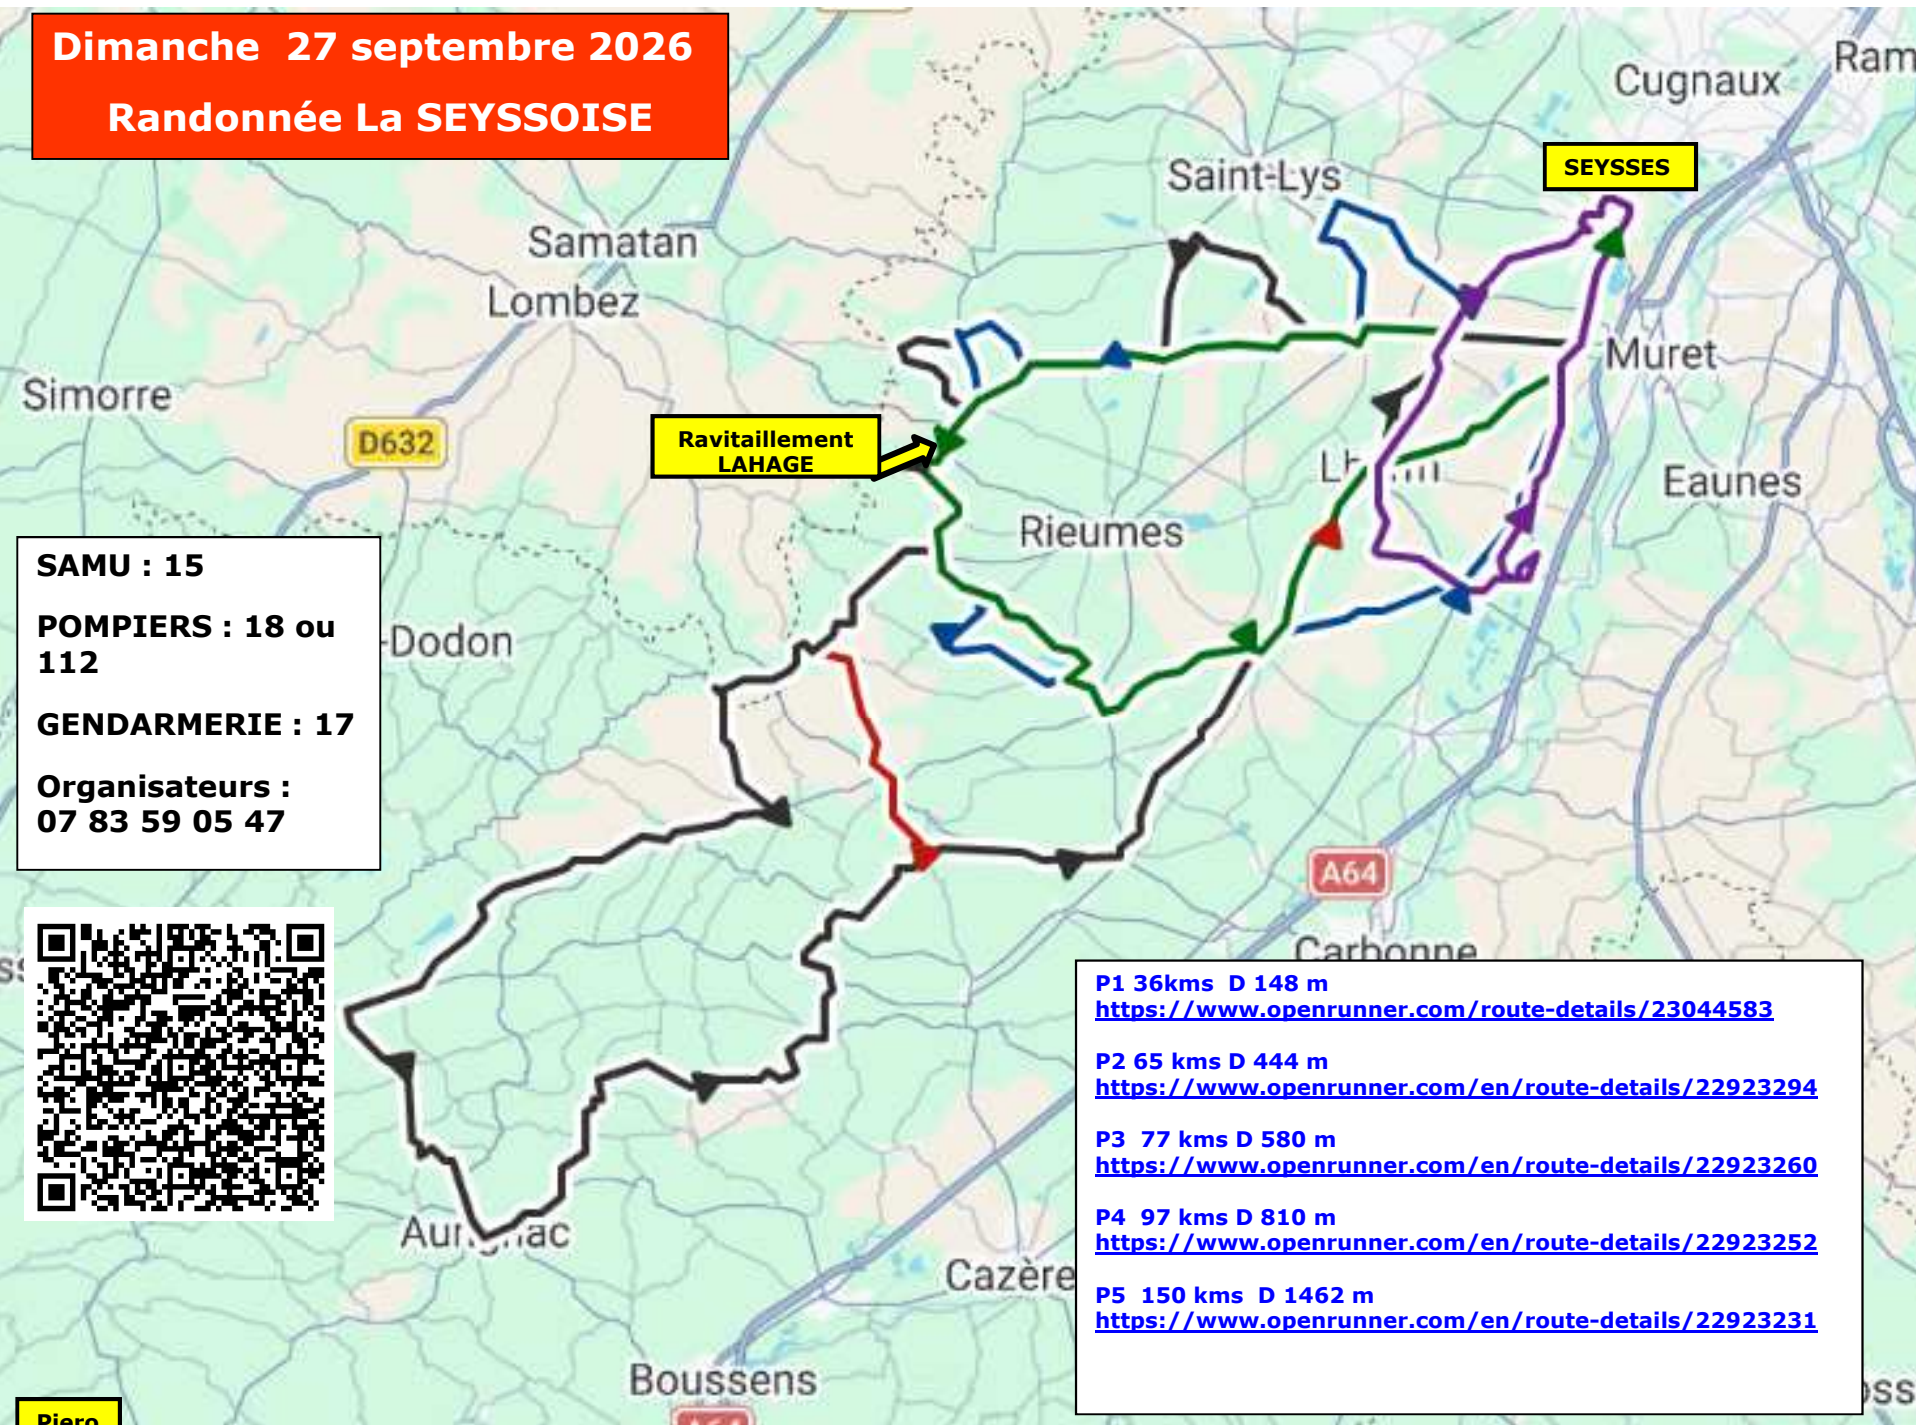 Dimanche  27 septembre 2026
Randonnée La SEYSSOISE
Cugnaux
Ram
Saint-Lys
SEYSSES
Samatan
Lombez
Muret
Simorre
D632
Ravitaillement
LAHAGE
Eaunes
Rieumes
SAMU : 15
POMPIERS : 18 ou
112
-Dodon
GENDARMERIE : 17
Organisateurs :
07 83 59 05 47
A64
Carbonne
P1 36kms  D 148 m
https://www.openrunner.com/route-details/23044583
P2 65 kms D 444 m
https://www.openrunner.com/en/route-details/22923294
P3  77 kms D 580 m
https://www.openrunner.com/en/route-details/22923260
P4  97 kms D 810 m
https://www.openrunner.com/en/route-details/22923252
P5  150 kms  D 1462 m
https://www.openrunner.com/en/route-details/22923231
Cazère
Boussens
Piero